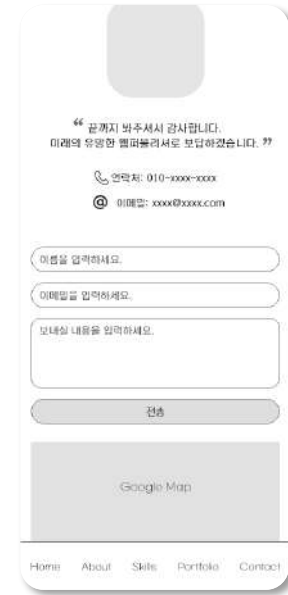 “ 끝까지 봐주셔서 감사합니다.
미래의 유망한 웹퍼블리셔로 보답하겠습니다. ”
연락처: 010-xxxx-xxxx
@ 이메일: xxxx@xxxx.com
이름을 입력하세요.
이메일을 입력하세요.
보내실 내용을 입력하세요.
전송
Google Map
Home About Skills Portfolio Contact